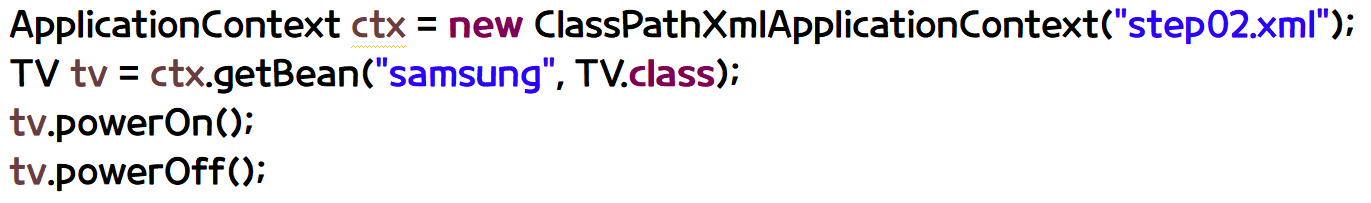 ApplicationContext ctx = new ClassPathXmlApplicationContext("step02.xml");
TV tv = ctx.getBean("samsung", TV.class);
tv.powerOn();
tv.powerOff();